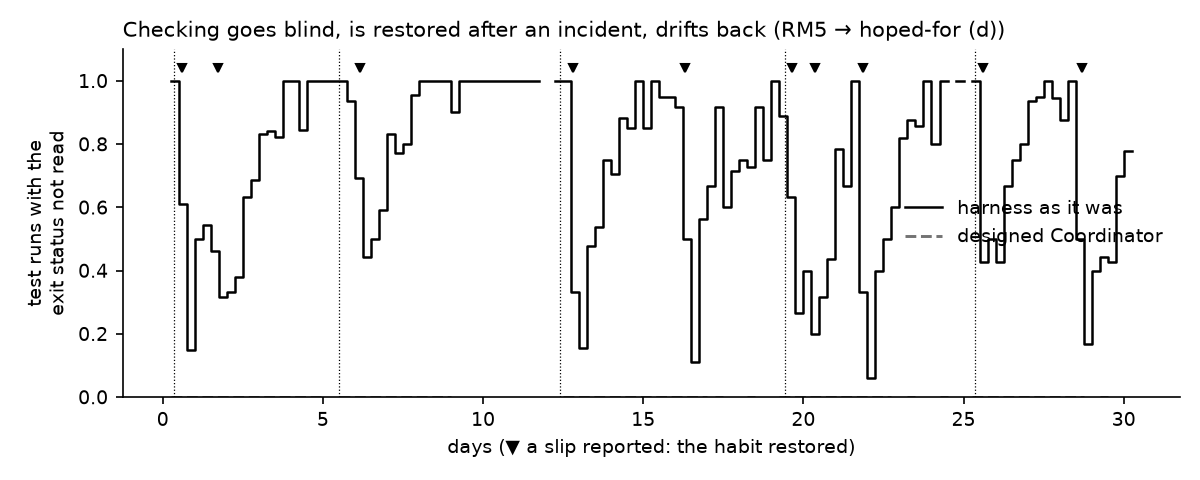 Checking goes blind, is restored after an incident, drifts back (RM5 → hoped-for (d))
test runs with the
exit status not read
1.0
0.8
0.6
0.4
0.2
0.0
harness as it was
designed Coordinator
0 5 10 15 20 25 30
days (▼ a slip reported: the habit restored)